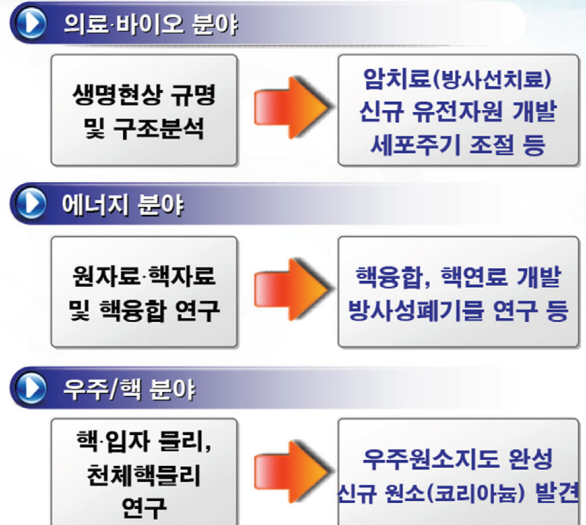 의료·바이오 분야
생명현상 규명
및 구조분석
암치료(방사선치료)
신규 유전자원 개발
세포주기 조절 등
에너지 분야
원자료·핵자료
및 핵융합 연구
핵융합, 핵연료 개발
방사성폐기물 연구 등
우주/핵 분야
핵·입자 물리,
천체핵물리
연구
우주원소지도 완성
신규 원소(코리아늄) 발견